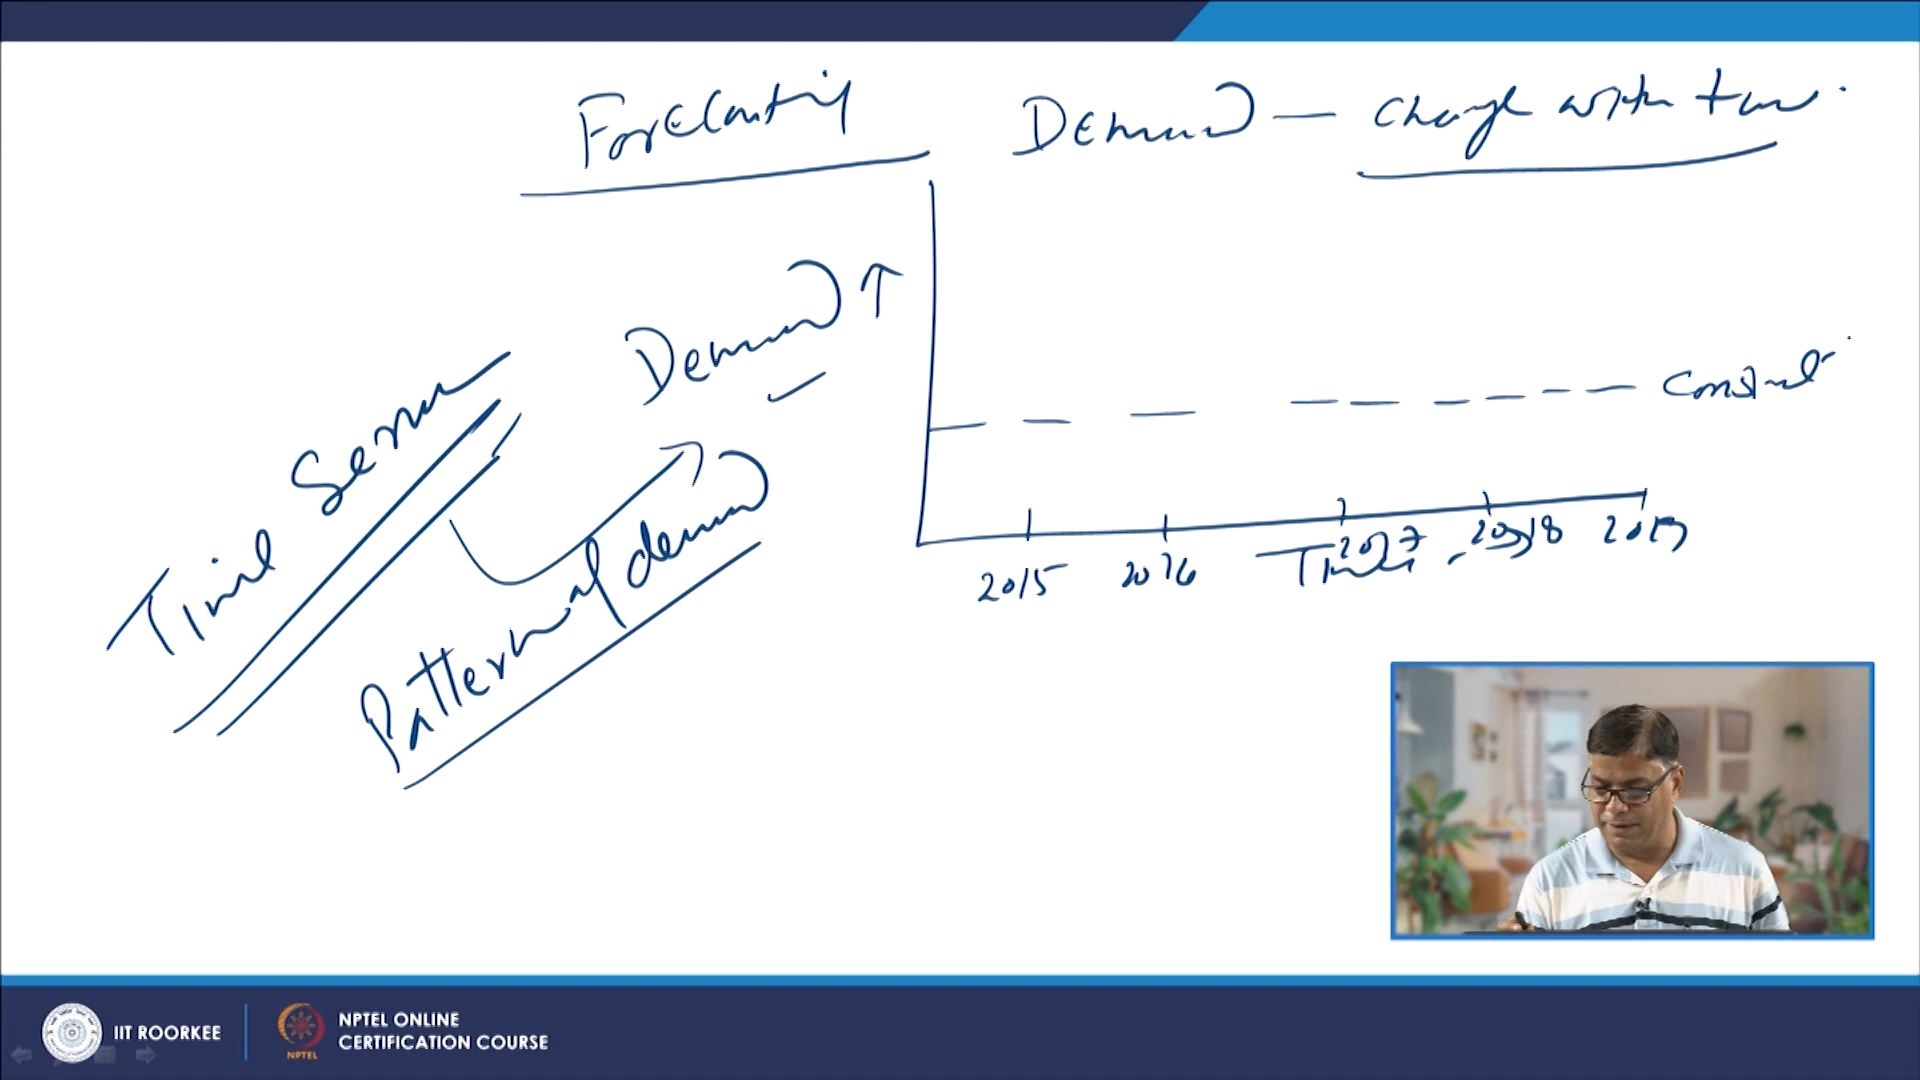 Forecasting
Demand — Change with time.
Demand ↑
Constant
Time Series
Pattern of demand
2015 2016 2017 2018 2019
Time
IIT ROORKEE
NPTEL
NPTEL ONLINE
CERTIFICATION COURSE